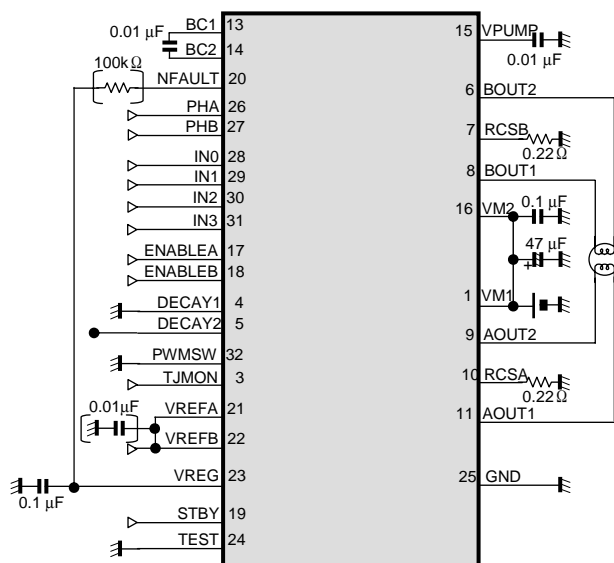 0.01 µF
BC1 13
BC2 14
100kΩ
NFAULT 20
PHA 26
PHB 27
IN0 28
IN1 29
IN2 30
IN3 31
ENABLEA 17
ENABLEB 18
DECAY1 4
DECAY2 5
PWMSW 32
TJMON 3
0.01µF
VREFA 21
VREFB 22
VREG 23
0.1 µF
STBY 19
TEST 24
15 VPUMP
0.01 µF
6 BOUT2
7 RCSB
0.22Ω
8 BOUT1
16 VM2
0.1 µF
47 µF
+
1 VM1
9 AOUT2
10 RCSA
0.22Ω
11 AOUT1
25 GND